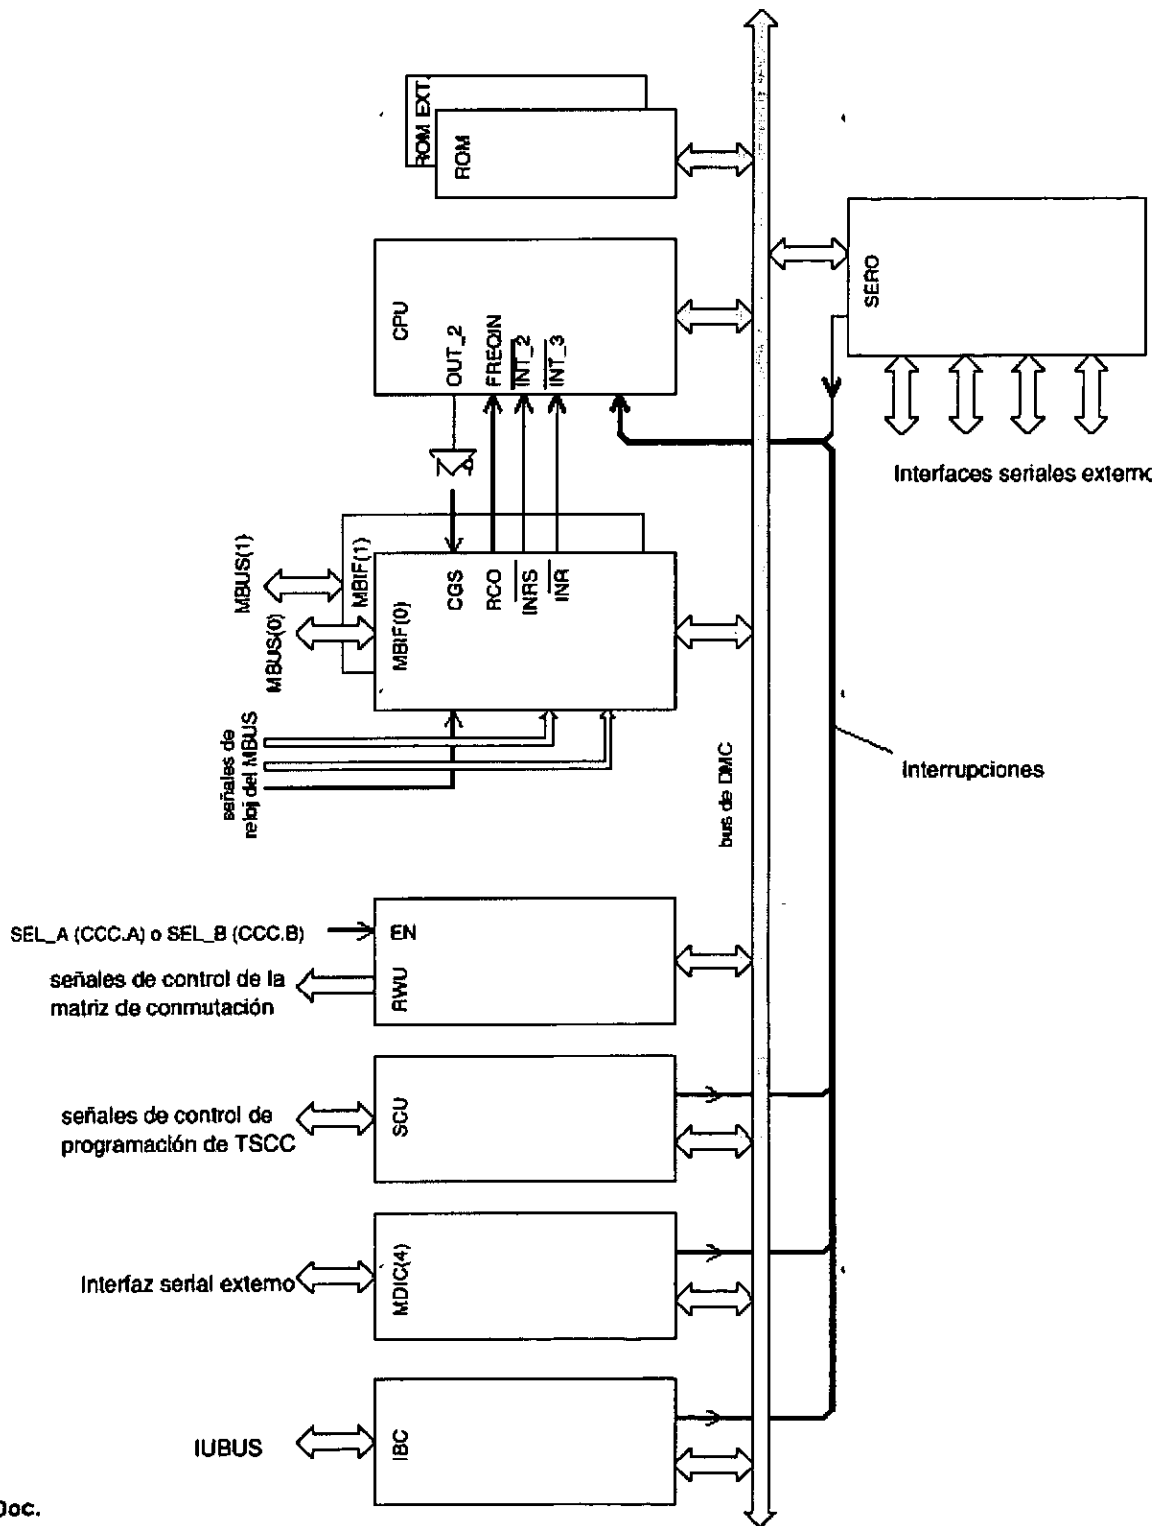 ROM EXT.
ROM
CPU
OUT_2
FREQIN
INT_2
INT_3
SERO
Interfaces seriales externo
MBUS(1)
MBUS(0)
MBIF(1)
MBIF(0)
CGS
RCO
INRS
INR
señales de
reloj del MBUS
bus de DMC
Interrupciones
SEL_A (CCC.A) o SEL_B (CCC.B)
EN
RWU
señales de control de la
matriz de conmutación
SCU
señales de control de
programación de TSCC
MDIC(4)
Interfaz serial externo
IBC
IUBUS
Doc.